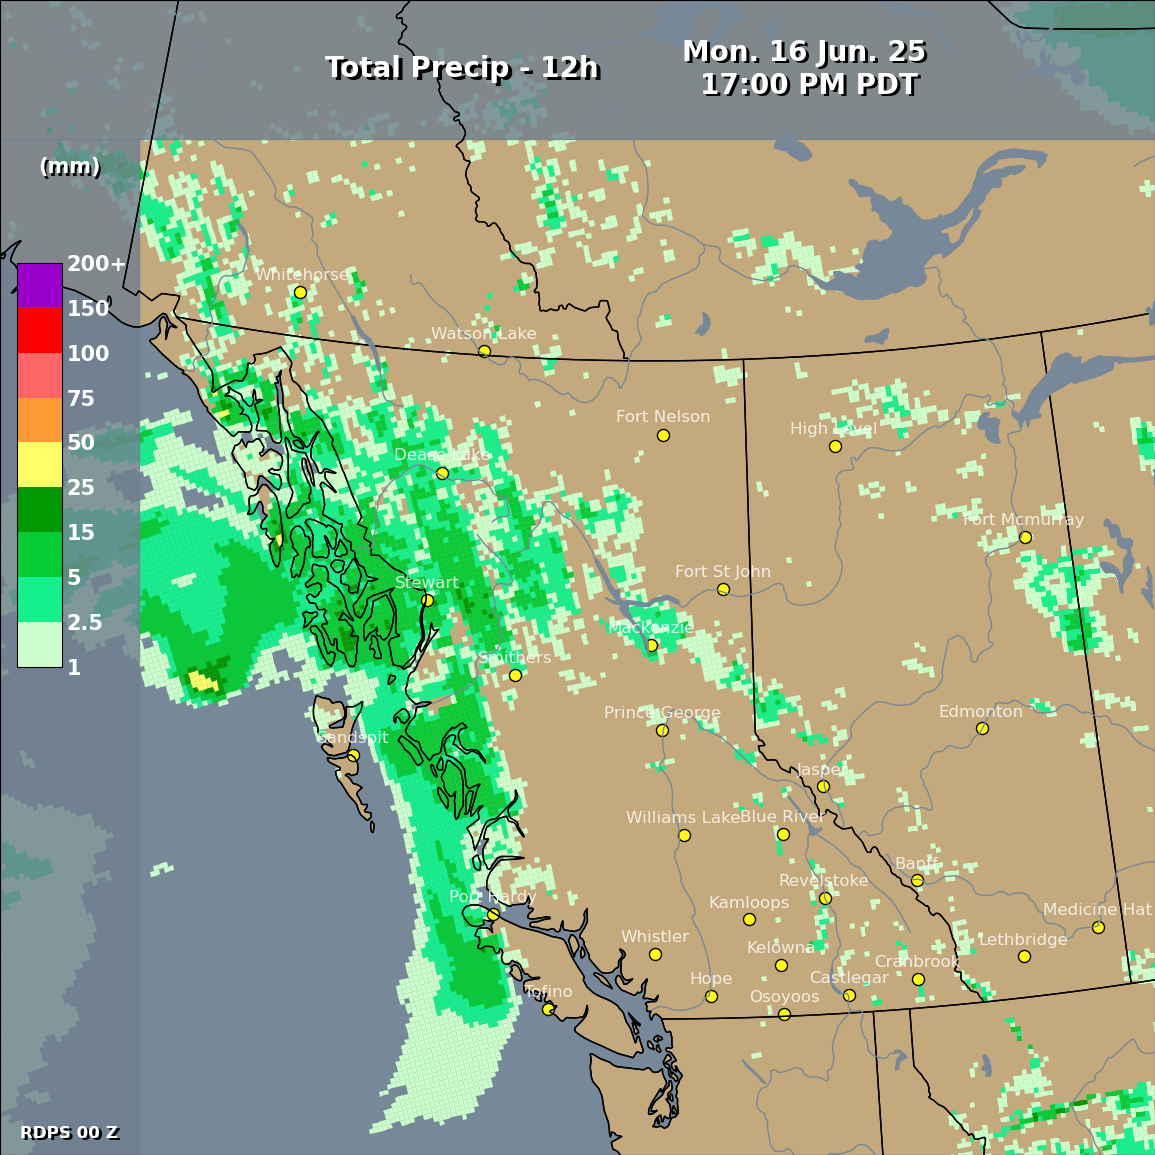 Total Precip - 12h
Mon. 16 Jun. 25
17:00 PM PDT
(mm)
200+
150
100
75
50
25
15
5
2.5
1
Whitehorse
Watson Lake
Fort Nelson
High Level
Dease Lake
Fort Mcmurray
Fort St John
Stewart
Mackenzie
Smithers
Prince George
Edmonton
Sandspit
Jasper
Williams Lake
Blue River
Banff
Revelstoke
Port Hardy
Kamloops
Medicine Hat
Whistler
Kelowna
Lethbridge
Cranbrook
Hope
Castlegar
Tofino
Osoyoos
RDPS 00 Z